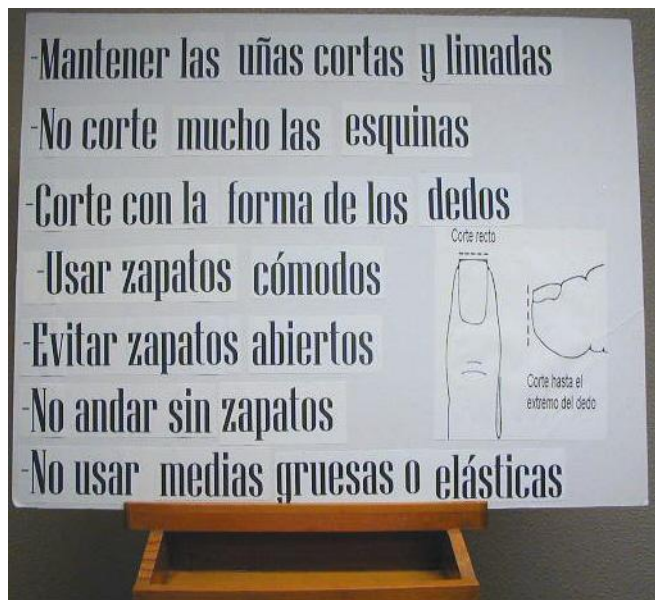 -Mantener las uñas cortas y limadas
-No corte mucho las esquinas
-Corte con la forma de los dedos
Corte recto
-Usar zapatos cómodos
-Evitar zapatos abiertos
Corte hasta el
extremo del dedo
-No andar sin zapatos
-No usar medias gruesas o elásticas